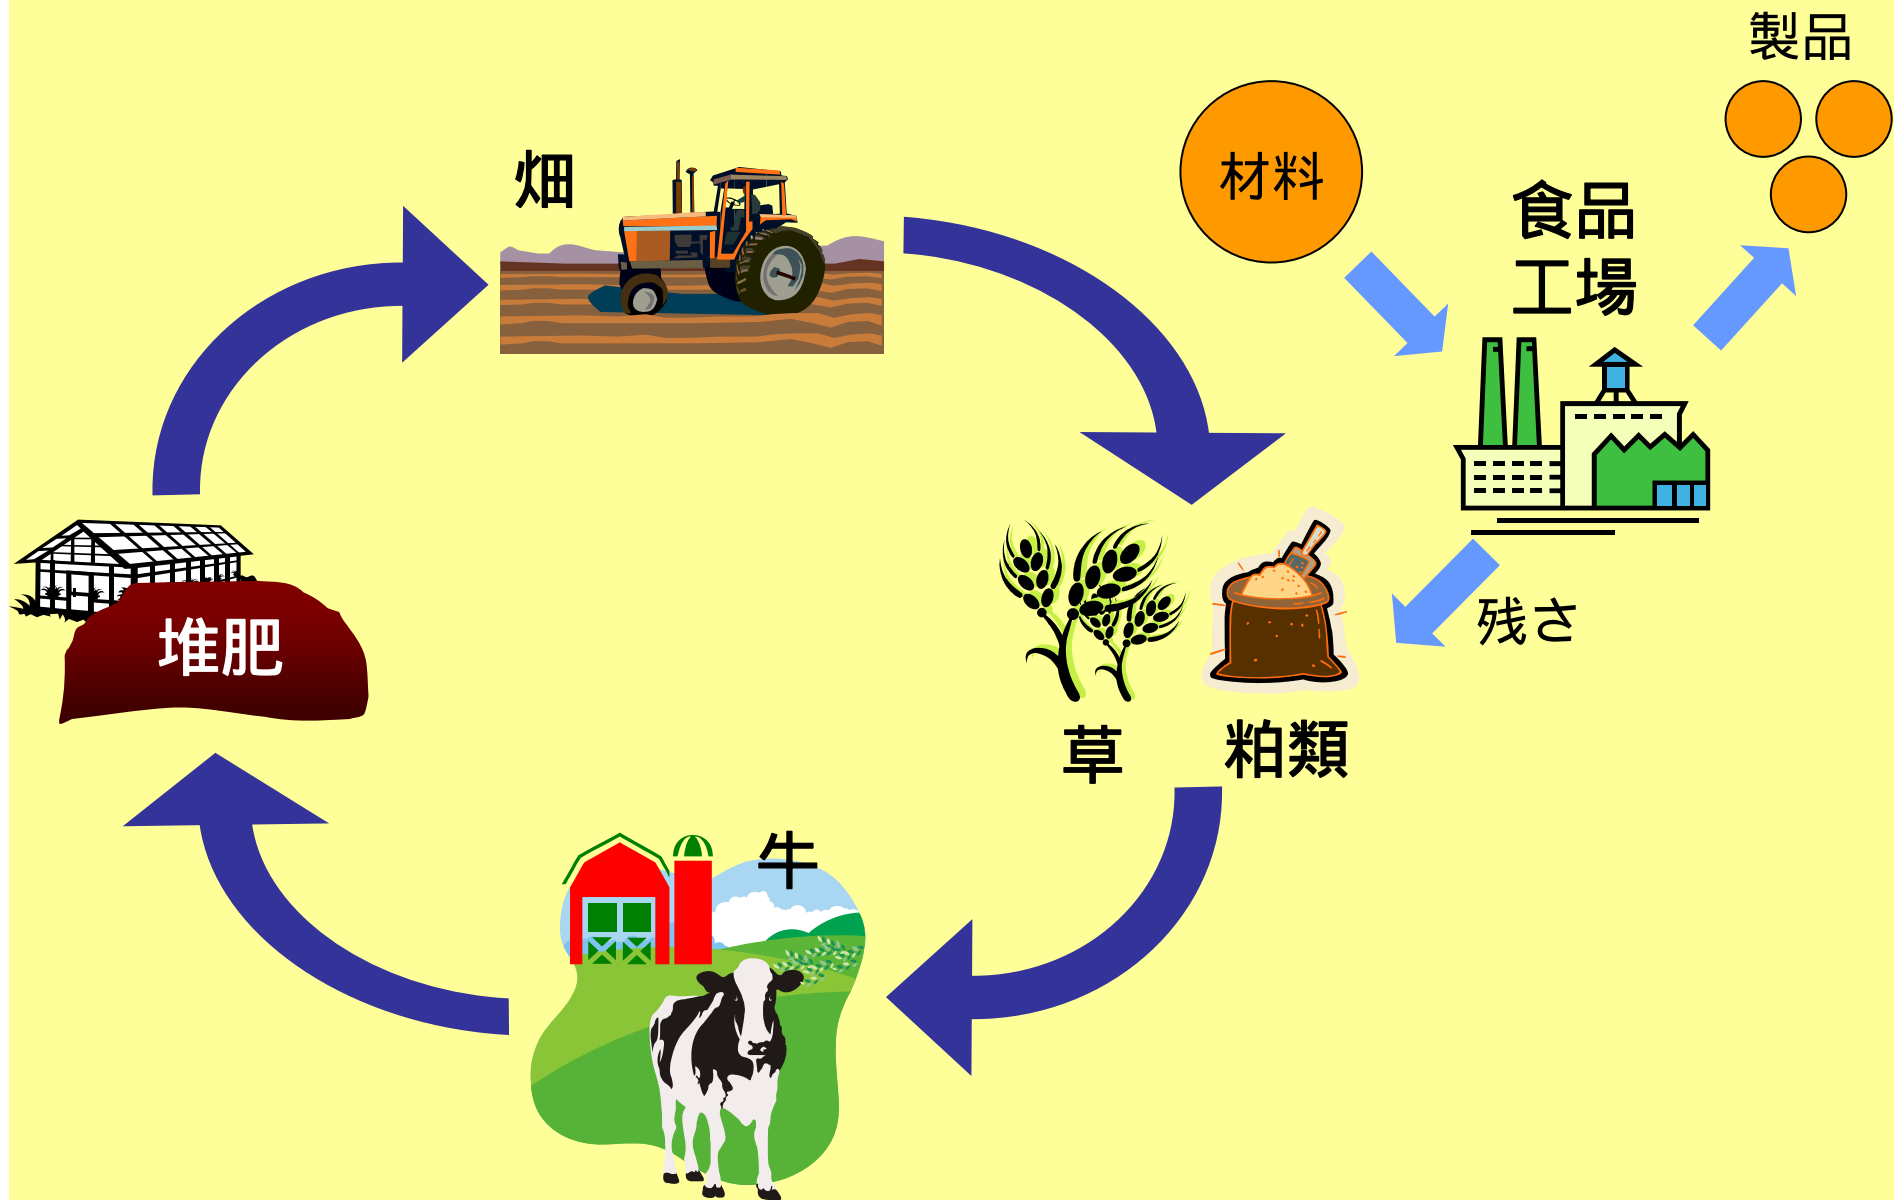 製品
畑
材料
食品
工場
堆肥
残さ
草
粕類
牛